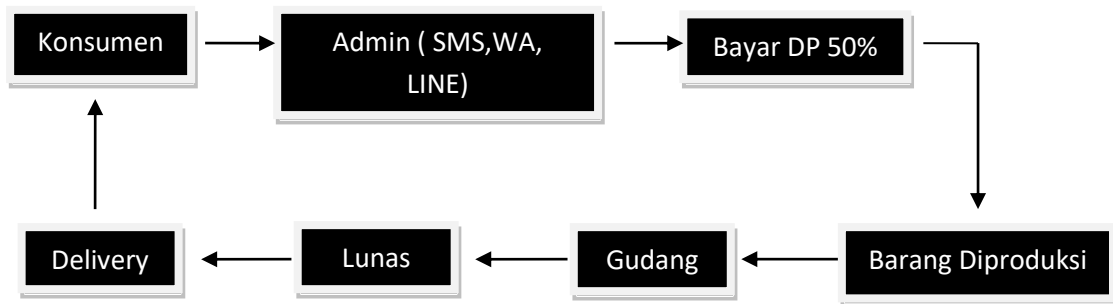 Konsumen
Admin ( SMS,WA,
LINE)
Bayar DP 50%
Delivery
Lunas
Gudang
Barang Diproduksi